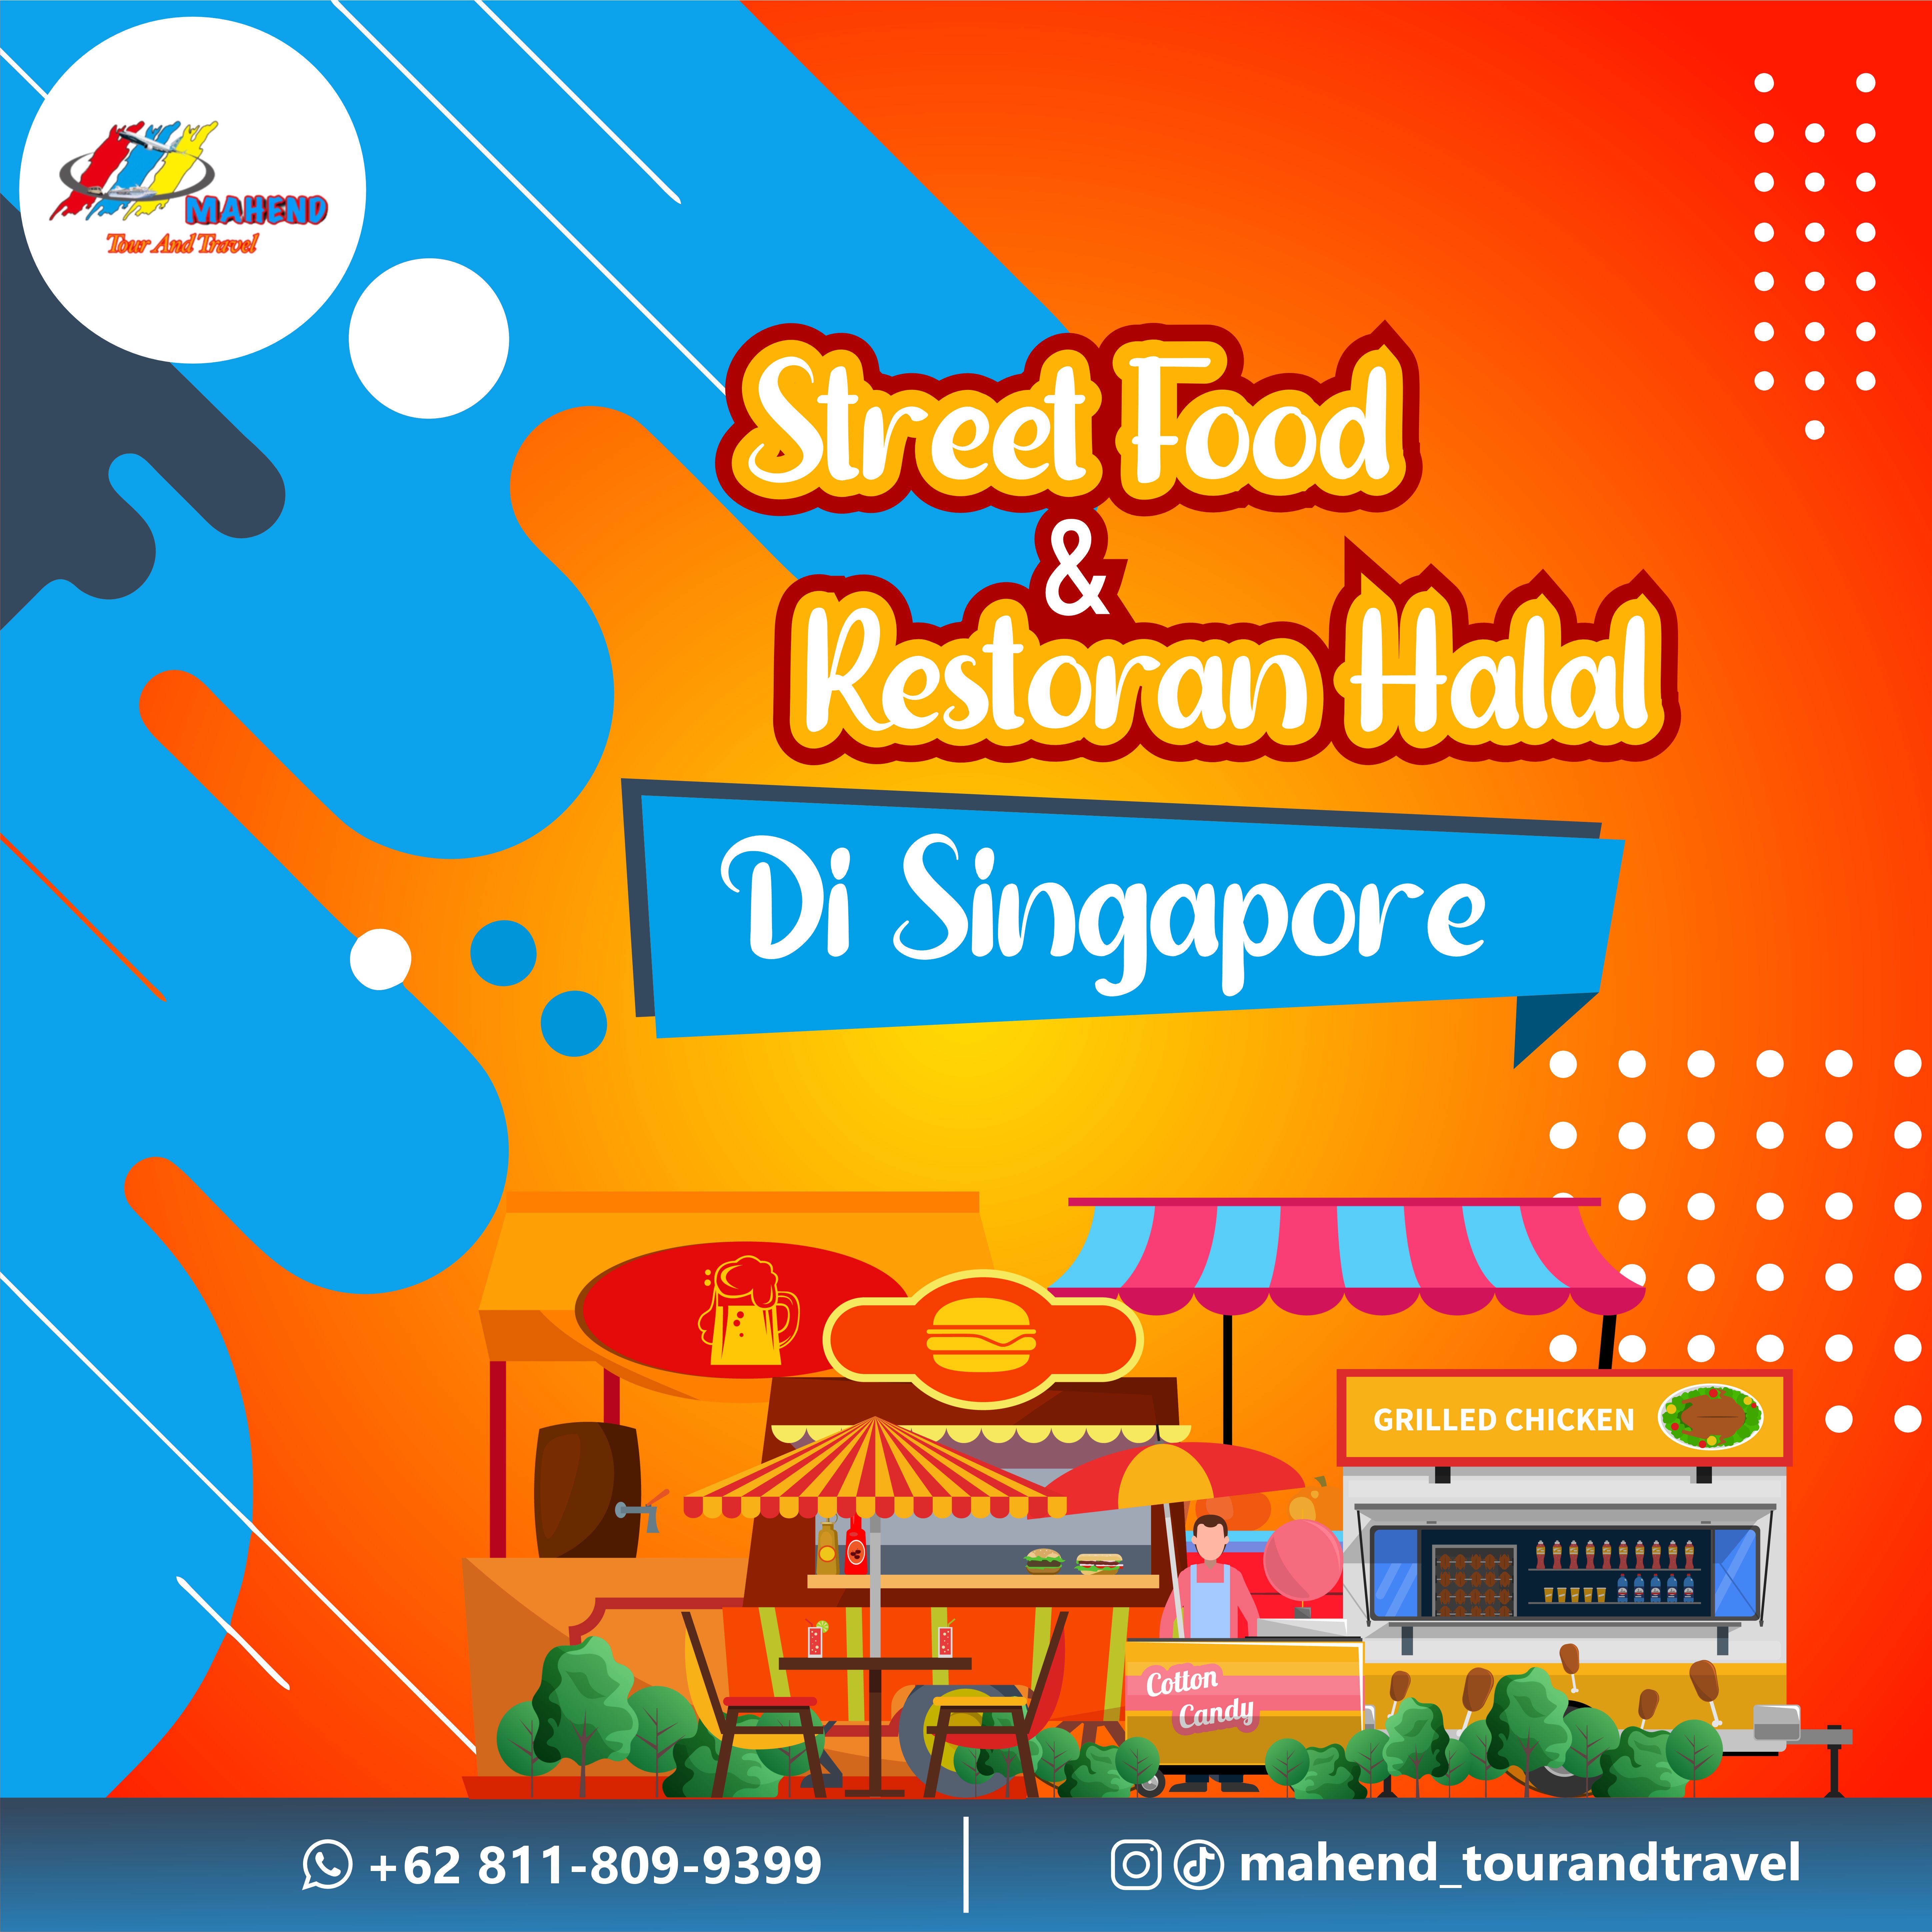 MAHEND
Tour And Travel
Street Food
&
Restoran Halal
Di Singapore
GRILLED CHICKEN
Cotton
Candy
+62 811-809-9399
mahend_tourandtravel